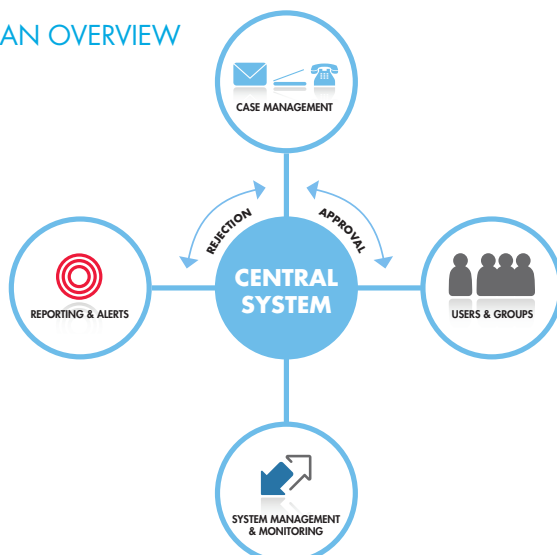 AN OVERVIEW
CASE MANAGEMENT
REJECTION
APPROVAL
REPORTING & ALERTS
CENTRAL
SYSTEM
USERS & GROUPS
SYSTEM MANAGEMENT
& MONITORING